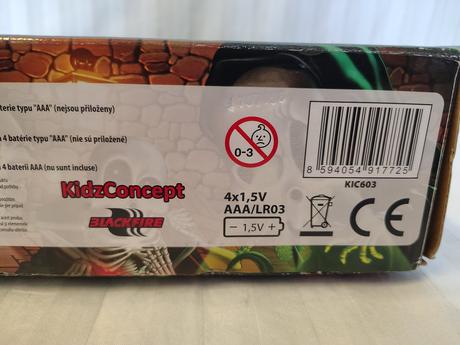 aterie typu "AAA" (nejsou přiloženy)
4 batérie typu "AAA" (nie sú priložené)
4 baterii AAA (nu sunt incluse)
KidzConcept
BLACKFIRE
0-3
4x1,5V
AAA/LR03
- 1,5V +
8 594054 917725
KIC603
CE